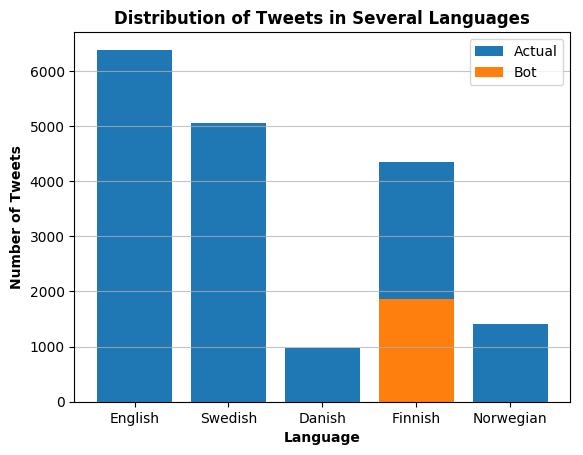 Distribution of Tweets in Several Languages
Actual
Bot
Number of Tweets
6000
5000
4000
3000
2000
1000
0
English Swedish Danish Finnish Norwegian
Language